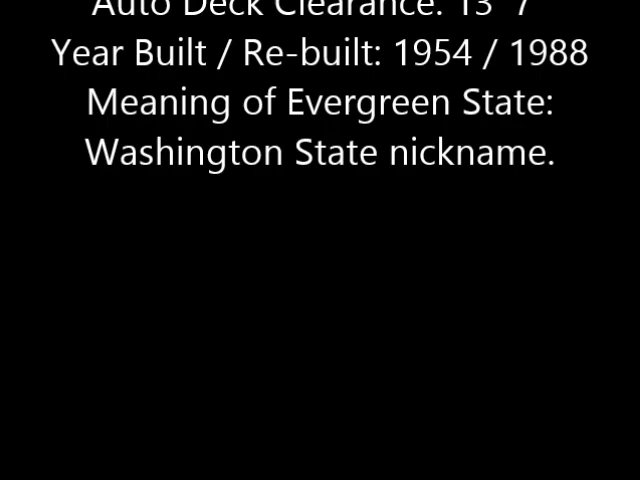 Auto Deck Clearance: 13' 7"
Year Built / Re-built: 1954 / 1988
Meaning of Evergreen State:
Washington State nickname.